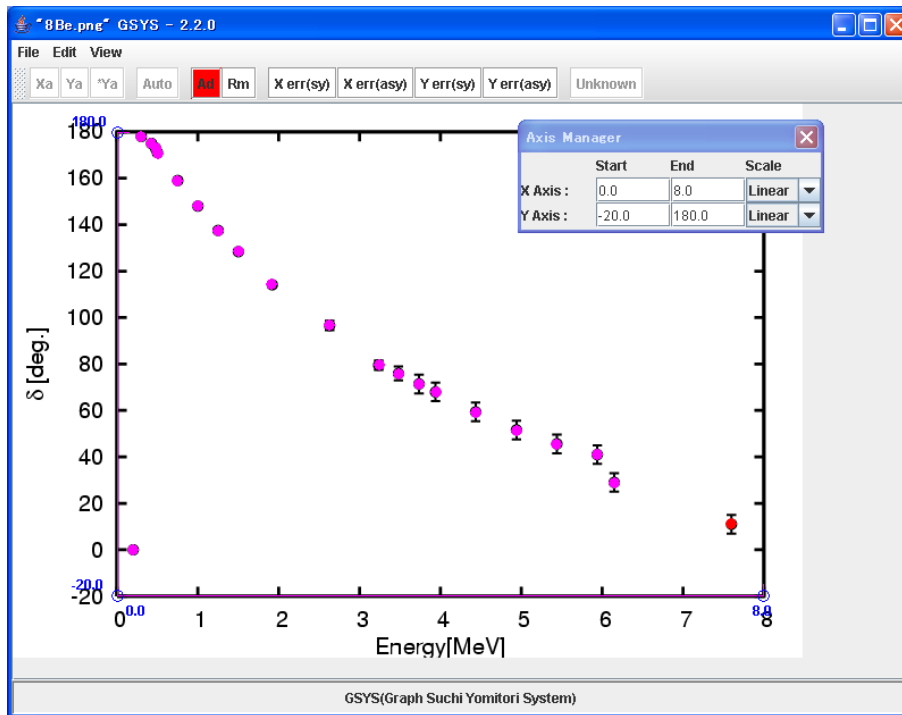 "8Be.png" GSYS - 2.2.0
File Edit View
Xa Ya *Ya Auto Ad Rm X err(sy) X err(asy) Y err(sy) Y err(asy) Unknown
Axis Manager
Start End Scale
X Axis : 0.0 8.0 Linear
Y Axis : -20.0 180.0 Linear
180.0
180
160
140
120
100
80
60
40
20
0
-20.0
-20
δ [deg.]
0.0 8.0
0 1 2 3 4 5 6 7 8
Energy[MeV]
GSYS(Graph Suchi Yomitori System)